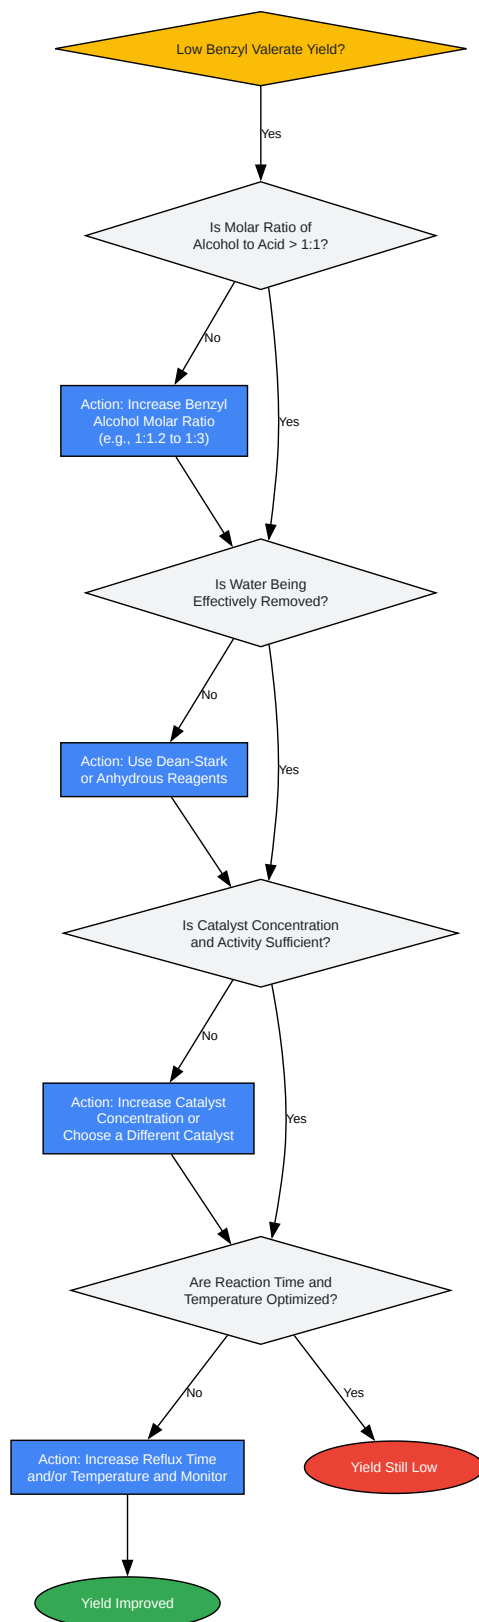 Low Benzyl Valerate Yield?
Yes
Is Molar Ratio of
Alcohol to Acid > 1:1?
No
Action: Increase Benzyl
Alcohol Molar Ratio
(e.g., 1:1.2 to 1:3)
Yes
Is Water Being
Effectively Removed?
No
Action: Use Dean-Stark
or Anhydrous Reagents
Yes
Is Catalyst Concentration
and Activity Sufficient?
No
Action: Increase Catalyst
Concentration or
Choose a Different Catalyst
Yes
Are Reaction Time and
Temperature Optimized?
No
Yes
Action: Increase Reflux Time
and/or Temperature and Monitor
Yield Still Low
Yield Improved